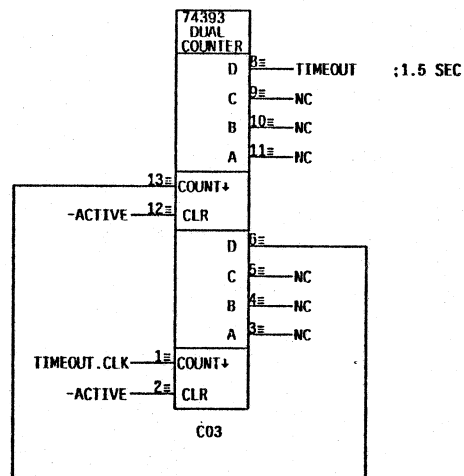 74393
DUAL
COUNTER
D 8≡ TIMEOUT ;1.5 SEC
C 9≡ NC
B 10≡ NC
A 11≡ NC
13≡ COUNT↓
-ACTIVE 12≡ CLR
D 6≡
C 5≡ NC
B 4≡ NC
A 3≡ NC
TIMEOUT.CLK 1≡ COUNT↓
-ACTIVE 2≡ CLR
C03